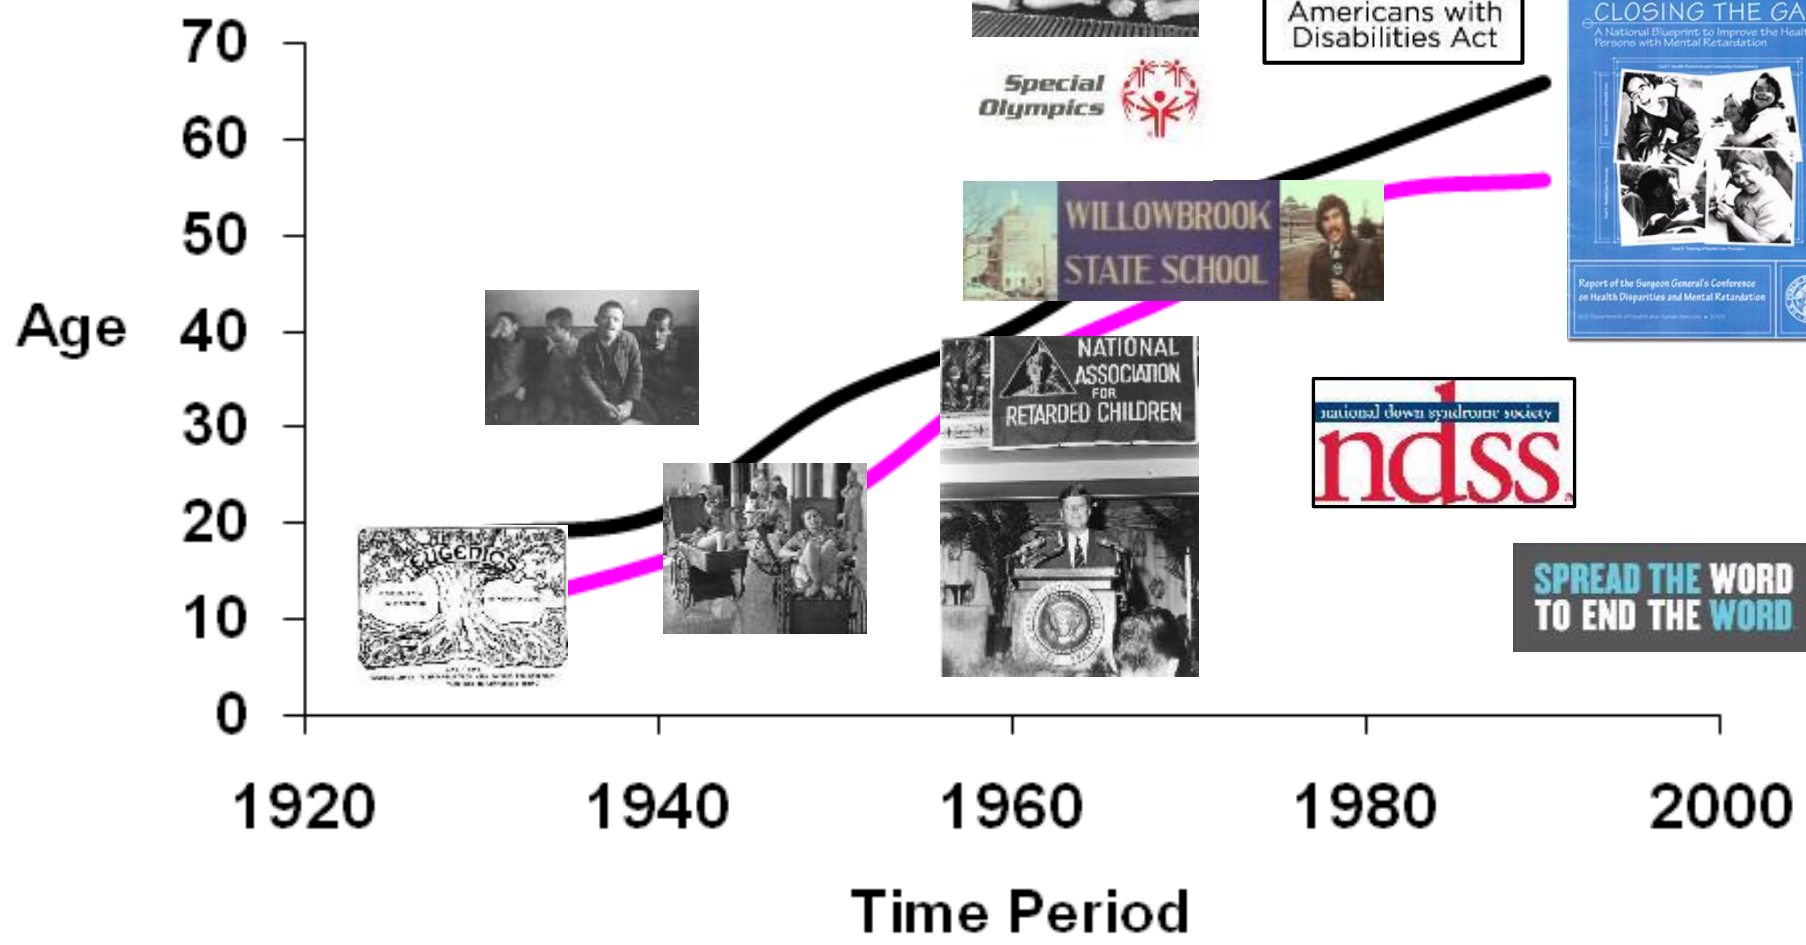 Americans with
Disabilities Act
CLOSING THE GA
A National Blueprint to Improve the Heal
Persons with Mental Retardation
70
Special
Olympics
60
WILLOWBROOK
STATE SCHOOL
50
Report of the Surgeon General's Conference
on Health Disparities and Mental Retardation
Age
40
NATIONAL
ASSOCIATION
FOR
RETARDED CHILDREN
30
national down syndrome society
ndss
20
EUGENICS
SPREAD THE WORD
TO END THE WORD
10
0
1920
1940
1960
1980
2000
Time Period